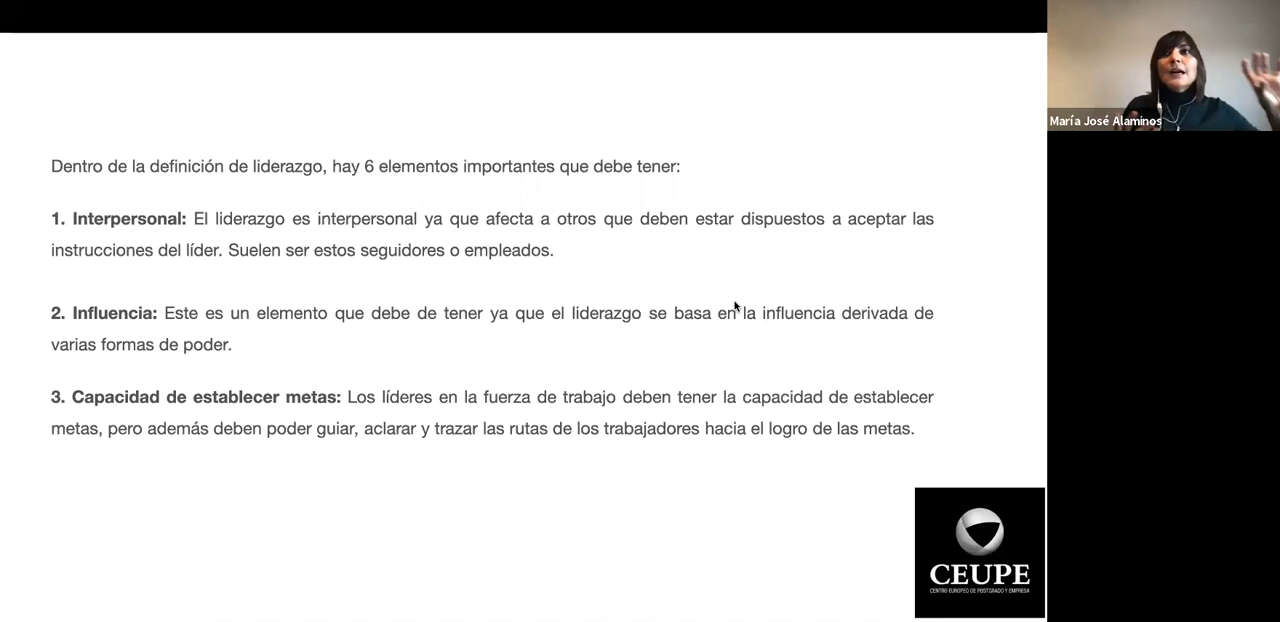 Dentro de la definición de liderazgo, hay 6 elementos importantes que debe tener:
1. Interpersonal: El liderazgo es interpersonal ya que afecta a otros que deben estar dispuestos a aceptar las
instrucciones del líder. Suelen ser estos seguidores o empleados.
2. Influencia: Este es un elemento que debe de tener ya que el liderazgo se basa en la influencia derivada de
varias formas de poder.
3. Capacidad de establecer metas: Los líderes en la fuerza de trabajo deben tener la capacidad de establecer
metas, pero además deben poder guiar, aclarar y trazar las rutas de los trabajadores hacia el logro de las metas.
María José Alaminos
CEUPE
CENTRO EUROPEO DE POSTGRADO Y EMPRESA